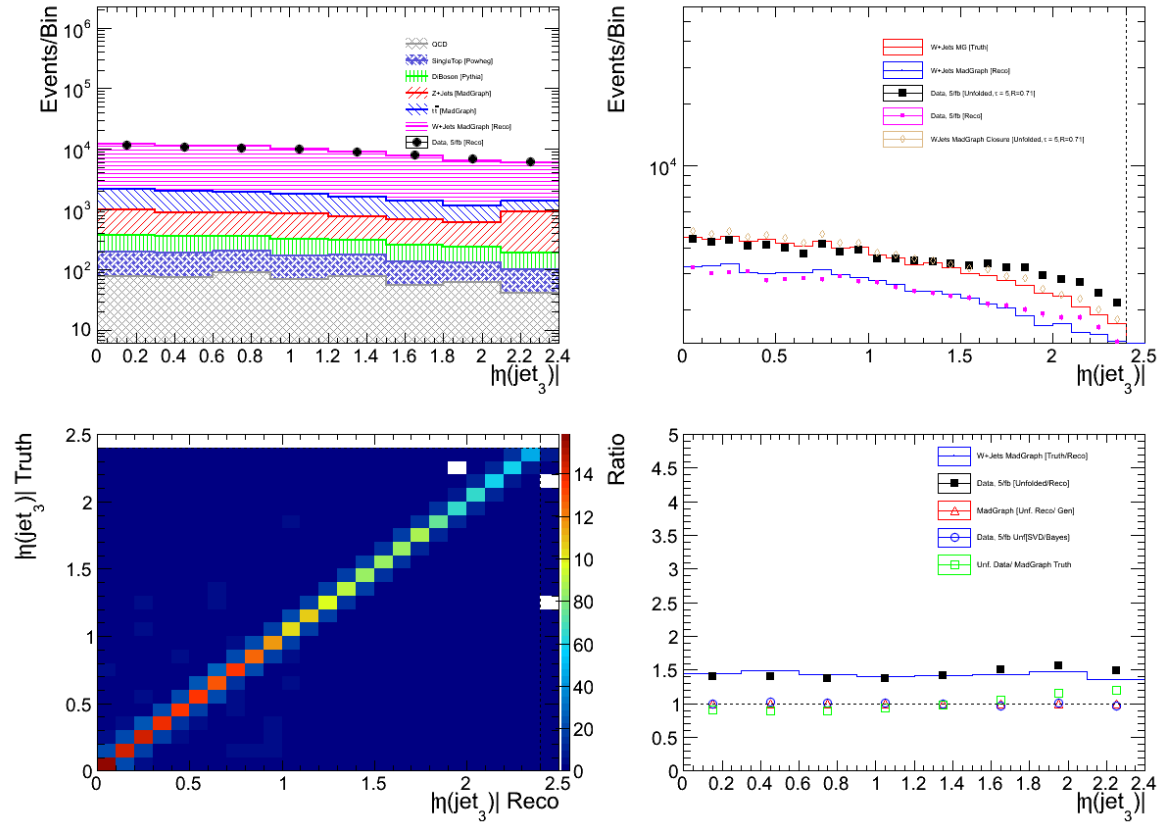 Events/Bin
10⁶
10⁵
10⁴
10³
10²
10
QCD
SingleTop [Powheg]
DiBoson [Pythia]
Z+Jets [MadGraph]
tt̄ [MadGraph]
W+Jets MadGraph [Reco]
Data, 5/fb [Reco]
0 0.2 0.4 0.6 0.8 1 1.2 1.4 1.6 1.8 2 2.2 2.4
|η(jet₃)|
Events/Bin
10⁴
W+Jets MG [Truth]
W+Jets MadGraph [Reco]
Data, 5/fb [Unfolded, τ = 5,R=0.71]
Data, 5/fb [Reco]
WJets MadGraph Closure [Unfolded, τ = 5,R=0.71]
0 0.5 1 1.5 2 2.5
|η(jet₃)|
|η(jet₃)| Truth
2.5
2
1.5
1
0.5
0
0 0.5 1 1.5 2
|η(jet₃)| Reco
14
120
100
80
60
40
20
0
Ratio
5
4.5
4
3.5
3
2.5
2
1.5
1
0.5
0
W+Jets MadGraph [Truth/Reco]
Data, 5/fb [Unfolded/Reco]
MadGraph [Unf. Reco/ Gen]
Data, 5/fb Unf[SVD/Bayes]
Unf. Data/ MadGraph Truth
0 0.2 0.4 0.6 0.8 1 1.2 1.4 1.6 1.8 2 2.2 2.4
|η(jet₃)|